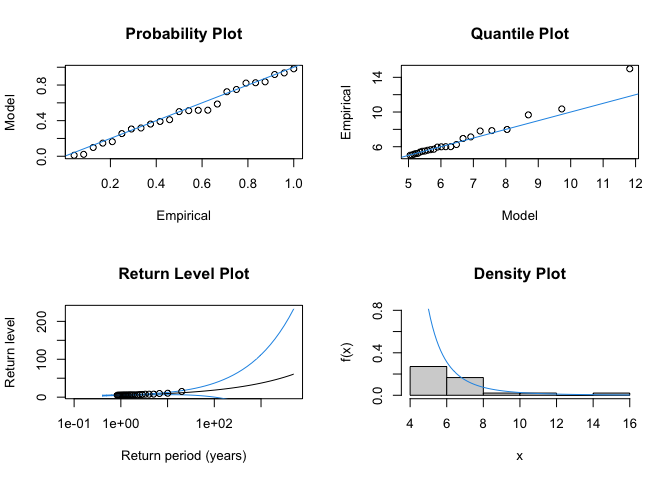 Probability Plot
Model
0.0 0.4 0.8
0.2 0.4 0.6 0.8 1.0
Empirical
Quantile Plot
Empirical
6 10 14
5 6 7 8 9 10 11 12
Model
Return Level Plot
Return level
0 100 200
1e-01 1e+00 1e+02
Return period (years)
Density Plot
f(x)
0.0 0.4 0.8
4 6 8 10 12 14 16
x